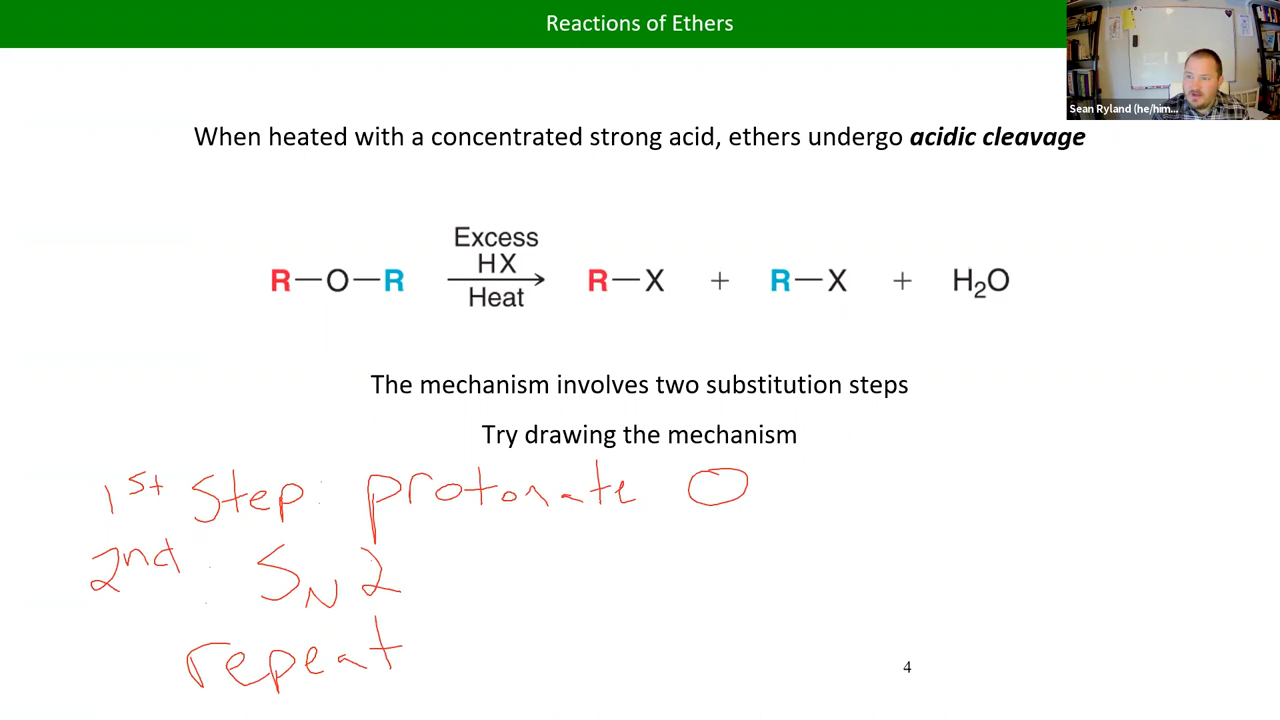 Reactions of Ethers
Sean Ryland (he/him...
When heated with a concentrated strong acid, ethers undergo acidic cleavage
Excess
HX
R—O—R → R—X + R—X + H₂O
Heat
The mechanism involves two substitution steps
Try drawing the mechanism
1st Step: protonate O
2nd: SN2
repeat
4